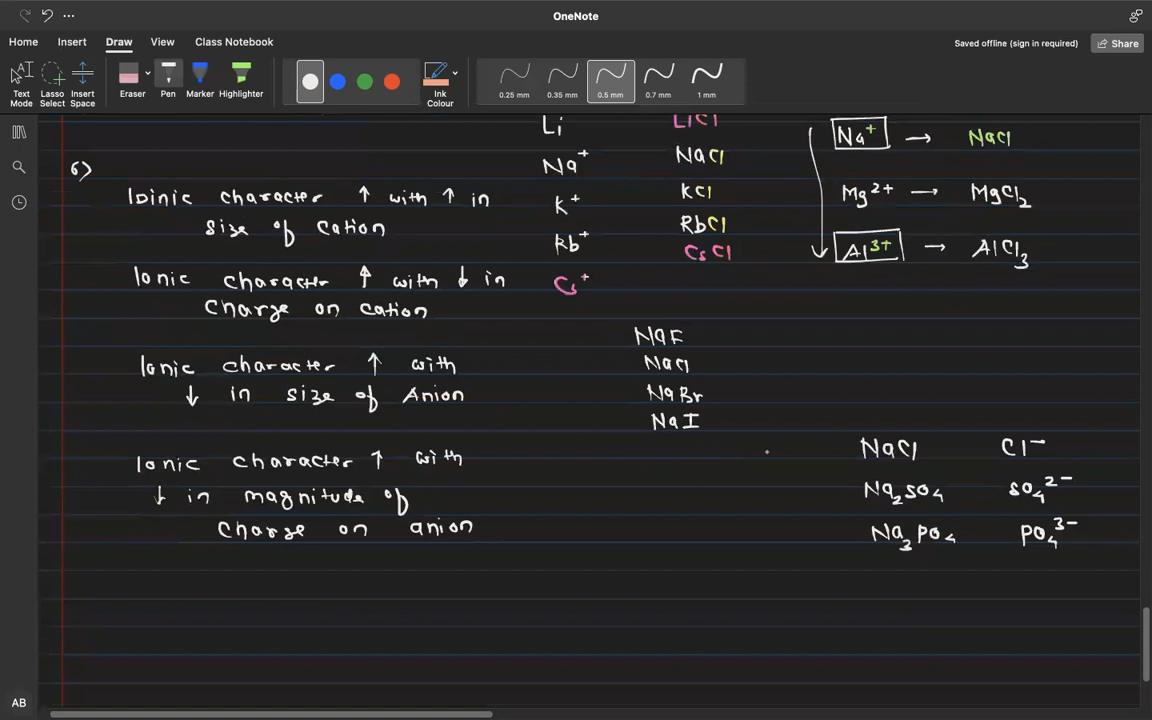 OneNote
Home Insert Draw View Class Notebook
Saved offline (sign in required)
Share
Text Mode
Lasso Select
Insert Space
Eraser
Pen
Marker
Highlighter
Ink Colour
0.25 mm
0.35 mm
0.5 mm
0.7 mm
1 mm
6)
Ioinic character ↑ with ↑ in
size of cation
Ionic character ↑ with ↓ in
Charge on cation
Ionic character ↑ with
↓ in size of Anion
Ionic character ↑ with
↓ in magnitude of
Charge on anion
Li
Na⁺
K⁺
Rb⁺
Cs⁺
LiCl
NaCl
KCl
RbCl
CsCl
Na⁺ → NaCl
Mg²⁺ → MgCl₂
Al³⁺ → AlCl₃
NaF
NaCl
NaBr
NaI
NaCl Cl⁻
Na₂SO₄ SO₄²⁻
Na₃PO₄ PO₄³⁻
AB